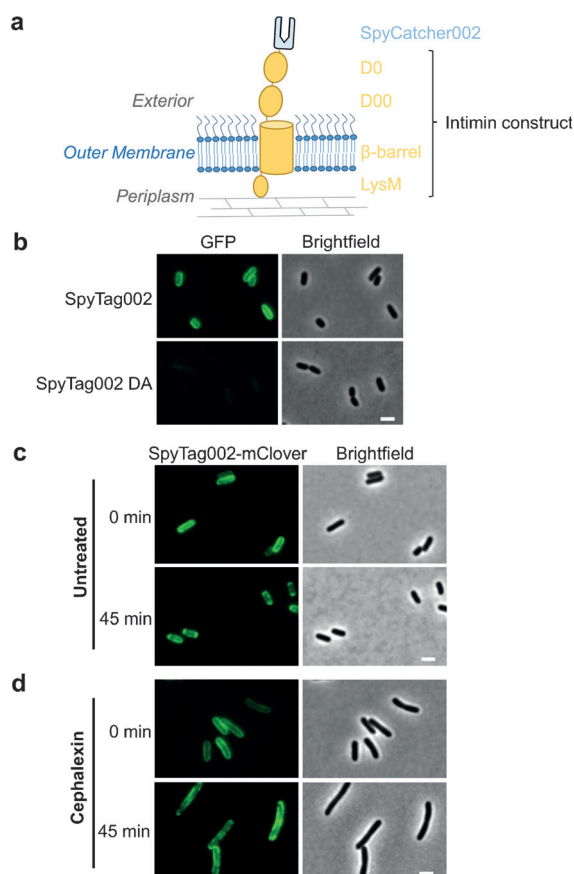 a
SpyCatcher002
D0
D00
Exterior
Intimin construct
Outer Membrane
β-barrel
LysM
Periplasm
b
GFP Brightfield
SpyTag002
SpyTag002 DA
c
SpyTag002-mClover Brightfield
Untreated
0 min
45 min
d
Cephalexin
0 min
45 min